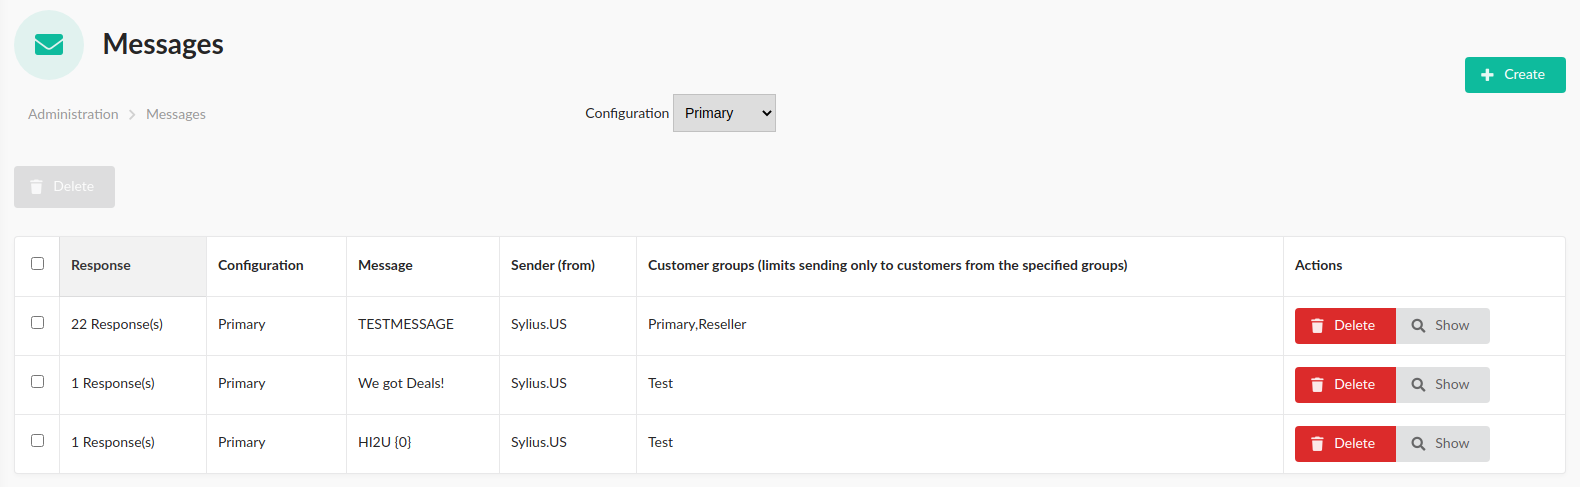 Messages
Create
Administration Messages
Configuration Primary
Delete
Response Configuration Message Sender (from) Customer groups (limits sending only to customers from the specified groups) Actions
22 Response(s) Primary TESTMESSAGE Sylius.US Primary,Reseller Delete Show
1 Response(s) Primary We got Deals! Sylius.US Test Delete Show
1 Response(s) Primary HI2U {0} Sylius.US Test Delete Show